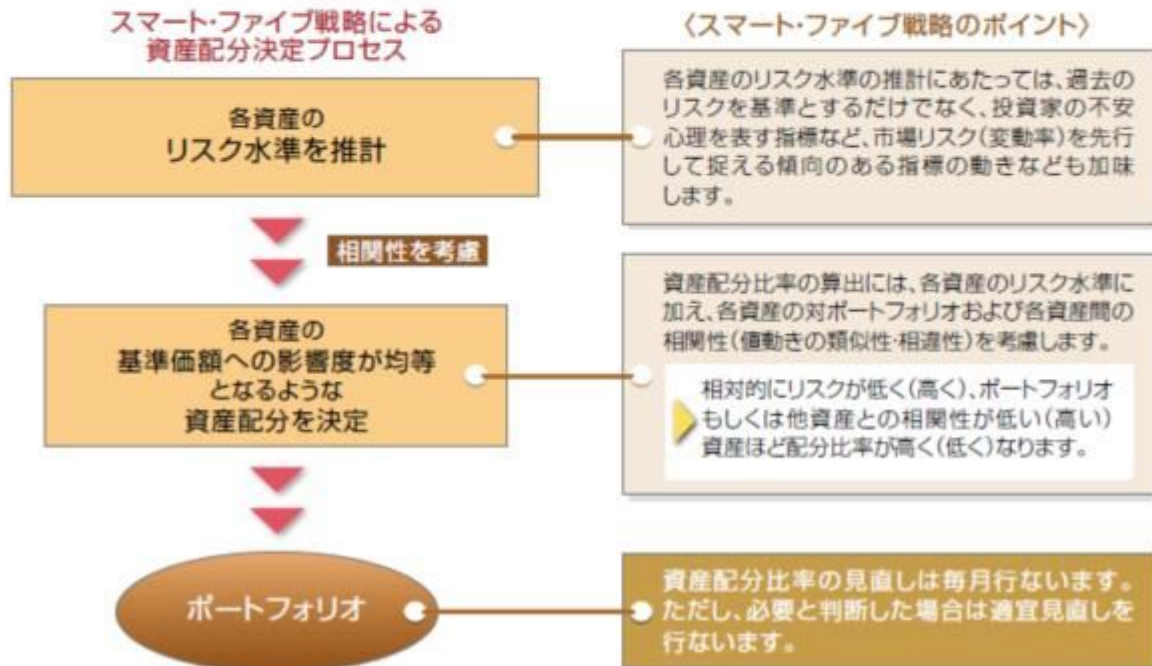 スマート・ファイブ戦略による
資産配分決定プロセス
〈スマート・ファイブ戦略のポイント〉
各資産の
リスク水準を推計
各資産のリスク水準の推計にあたっては、過去の
リスクを基準とするだけでなく、投資家の不安
心理を表す指標など、市場リスク(変動率)を先行
して捉える傾向のある指標の動きなども加味
します。
相関性を考慮
各資産の
基準価額への影響度が均等
となるような
資産配分を決定
資産配分比率の算出には、各資産のリスク水準に
加え、各資産の対ポートフォリオおよび各資産間の
相関性(値動きの類似性・相違性)を考慮します。
相対的にリスクが低く(高く)、ポートフォリオ
もしくは他資産との相関性が低い(高い)
資産ほど配分比率が高く(低く)なります。
ポートフォリオ
資産配分比率の見直しは毎月行ないます。
ただし、必要と判断した場合は適宜見直しを
行ないます。